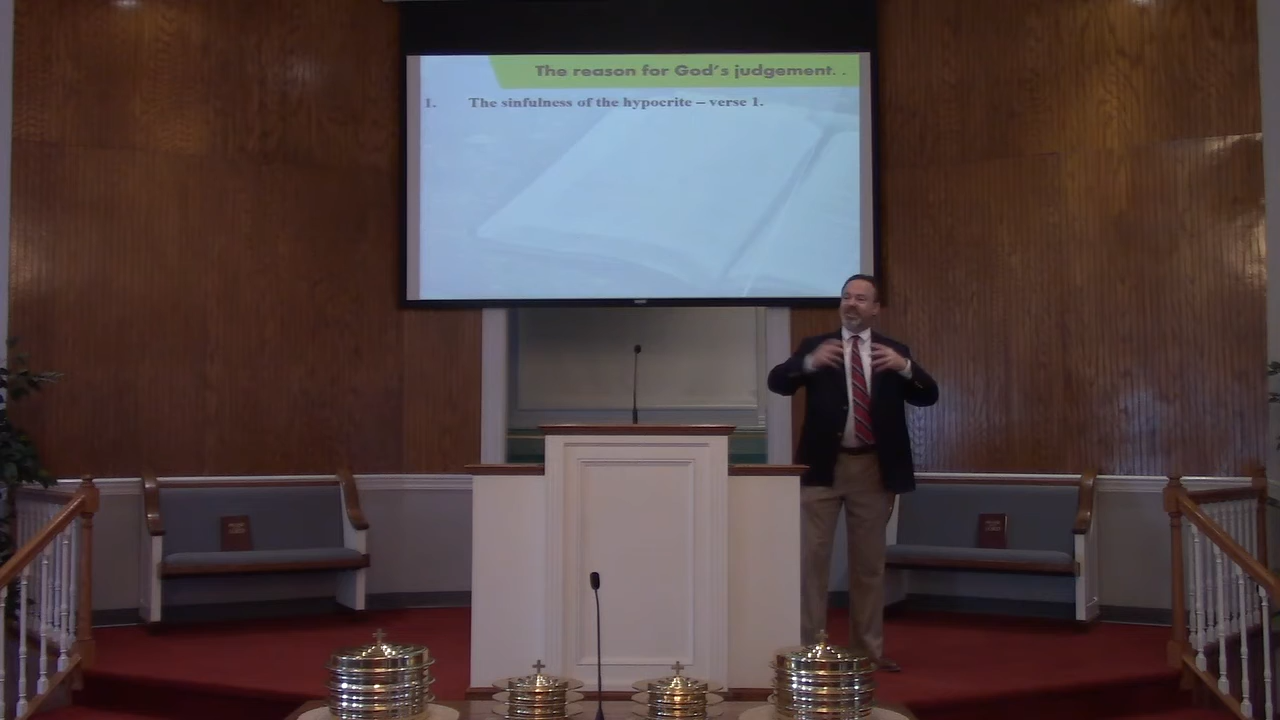 The reason for God's judgement. .
1. The sinfulness of the hypocrite – verse 1.